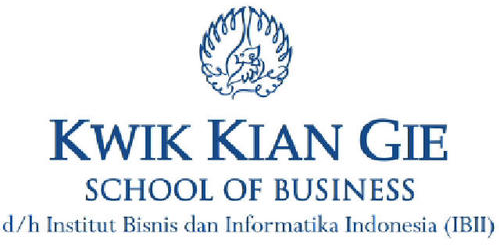 KWIK KIAN GIE
SCHOOL OF BUSINESS
d/h Institut Bisnis dan Informatika Indonesia (IBII)